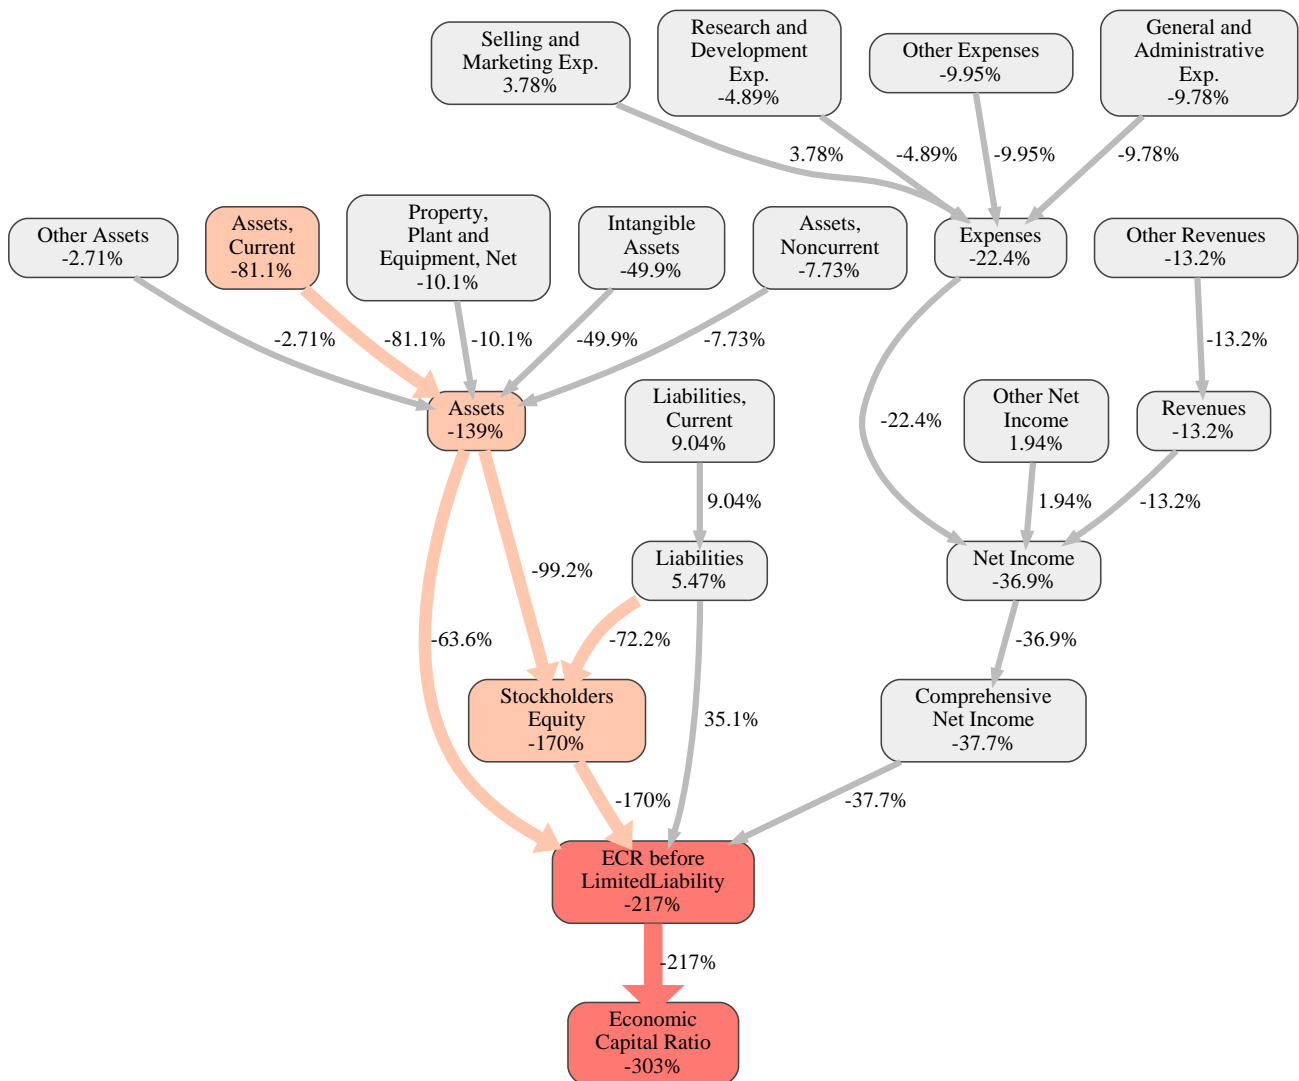 Selling and
Marketing Exp.
3.78%
Research and
Development
Exp.
-4.89%
Other Expenses
-9.95%
General and
Administrative
Exp.
-9.78%
3.78%
-4.89%
-9.95%
-9.78%
Other Assets
-2.71%
Assets,
Current
-81.1%
Property,
Plant and
Equipment, Net
-10.1%
Intangible
Assets
-49.9%
Assets,
Noncurrent
-7.73%
Expenses
-22.4%
Other Revenues
-13.2%
-2.71%
-81.1%
-10.1%
-49.9%
-7.73%
-13.2%
Assets
-139%
Liabilities,
Current
9.04%
-22.4%
Other Net
Income
1.94%
Revenues
-13.2%
9.04%
1.94%
-13.2%
-99.2%
Liabilities
5.47%
Net Income
-36.9%
-63.6%
-72.2%
-36.9%
Stockholders
Equity
-170%
35.1%
Comprehensive
Net Income
-37.7%
-170%
-37.7%
ECR before
LimitedLiability
-217%
-217%
Economic
Capital Ratio
-303%